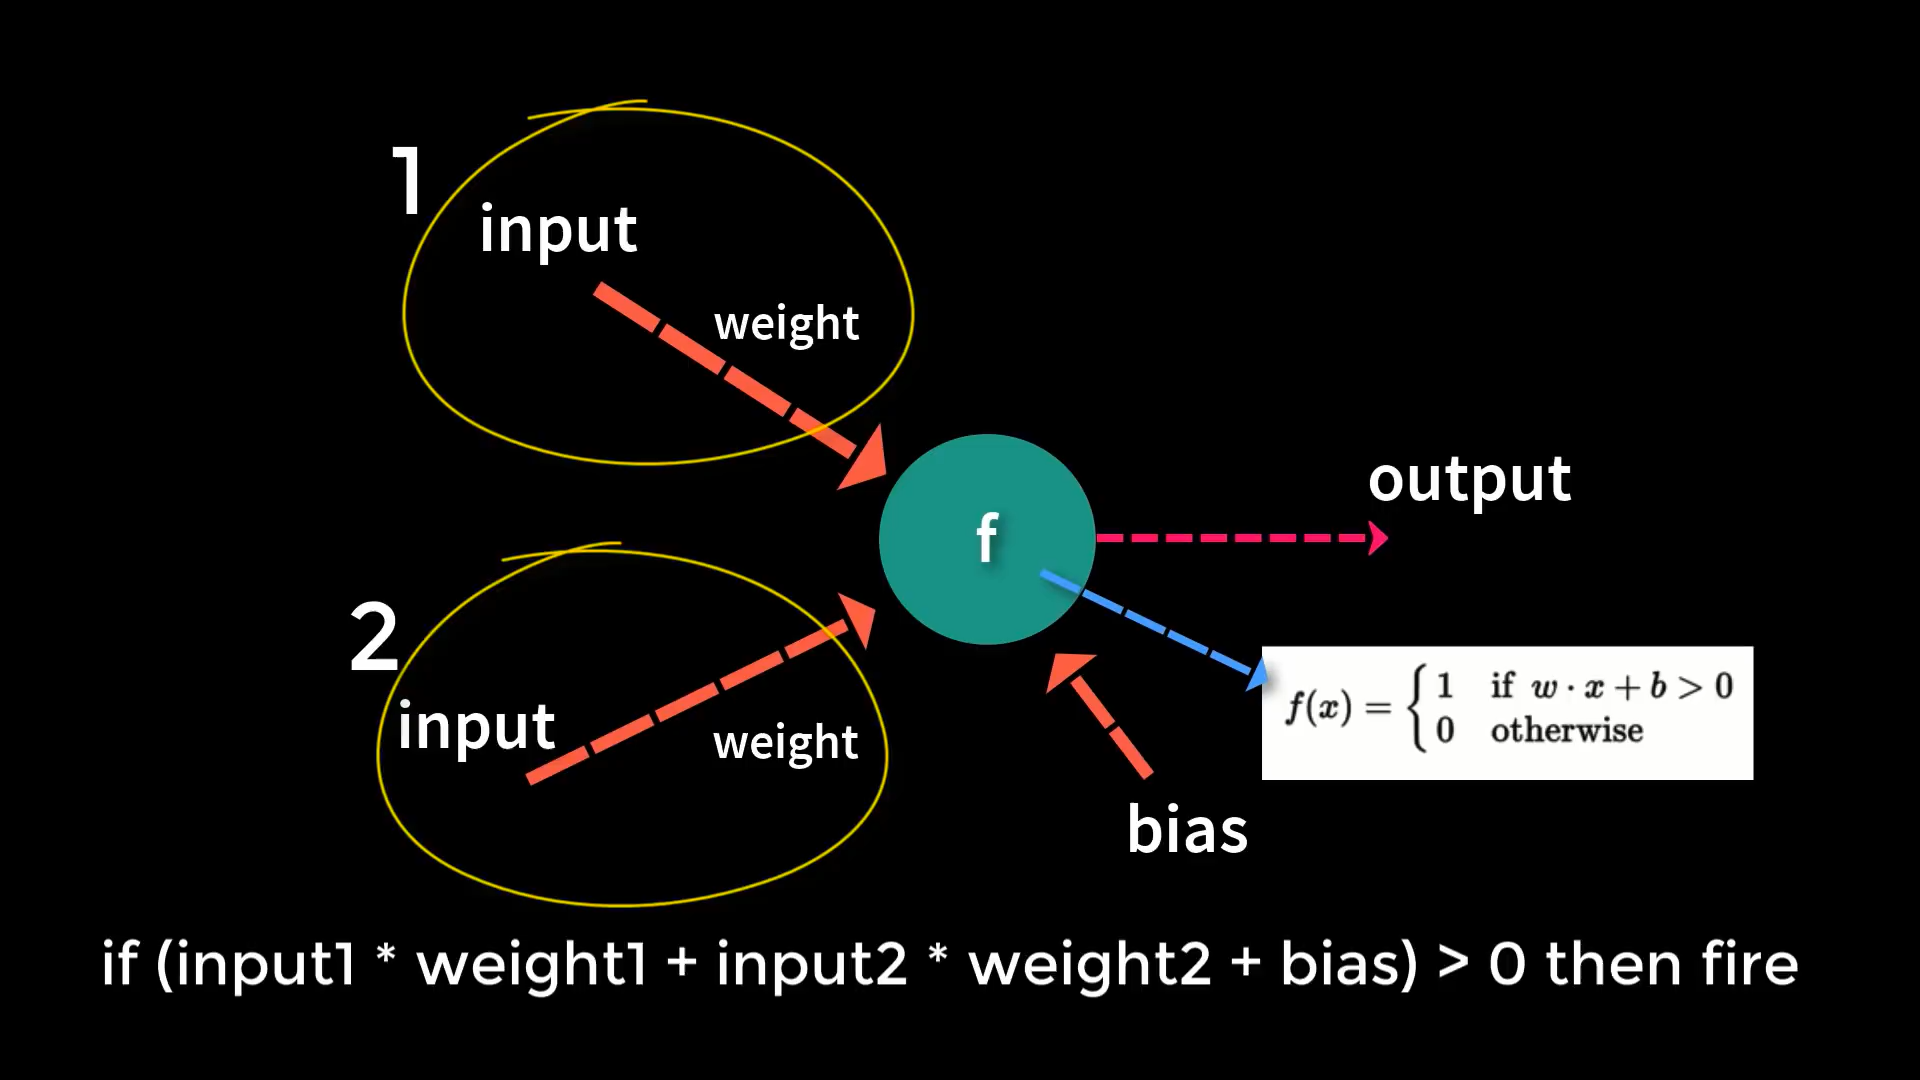 1
input
weight
f
output
2
input
weight
f(x) = { 1 if w · x + b > 0
0 otherwise
bias
if (input1 * weight1 + input2 * weight2 + bias) > 0 then fire